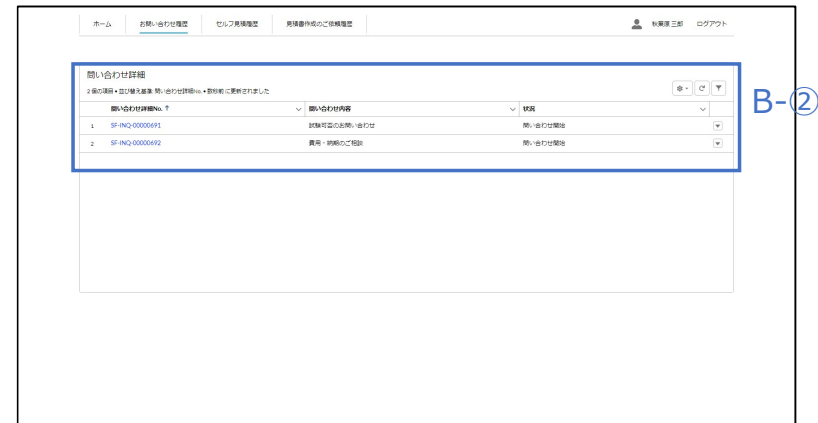 ホーム お問い合わせ履歴 セルフ見積履歴 見積書作成のご依頼履歴 秋葉原 三郎 ログアウト
問い合わせ詳細
2 個の項目 • 並び替え基準: 問い合わせ詳細No. • 数秒前 に更新されました
B-②
問い合わせ詳細No. ↑ 問い合わせ内容 状況
1 SF-INQ-00000691 試験可否のお問い合わせ 問い合わせ開始
2 SF-INQ-00000692 費用・納期のご相談 問い合わせ開始